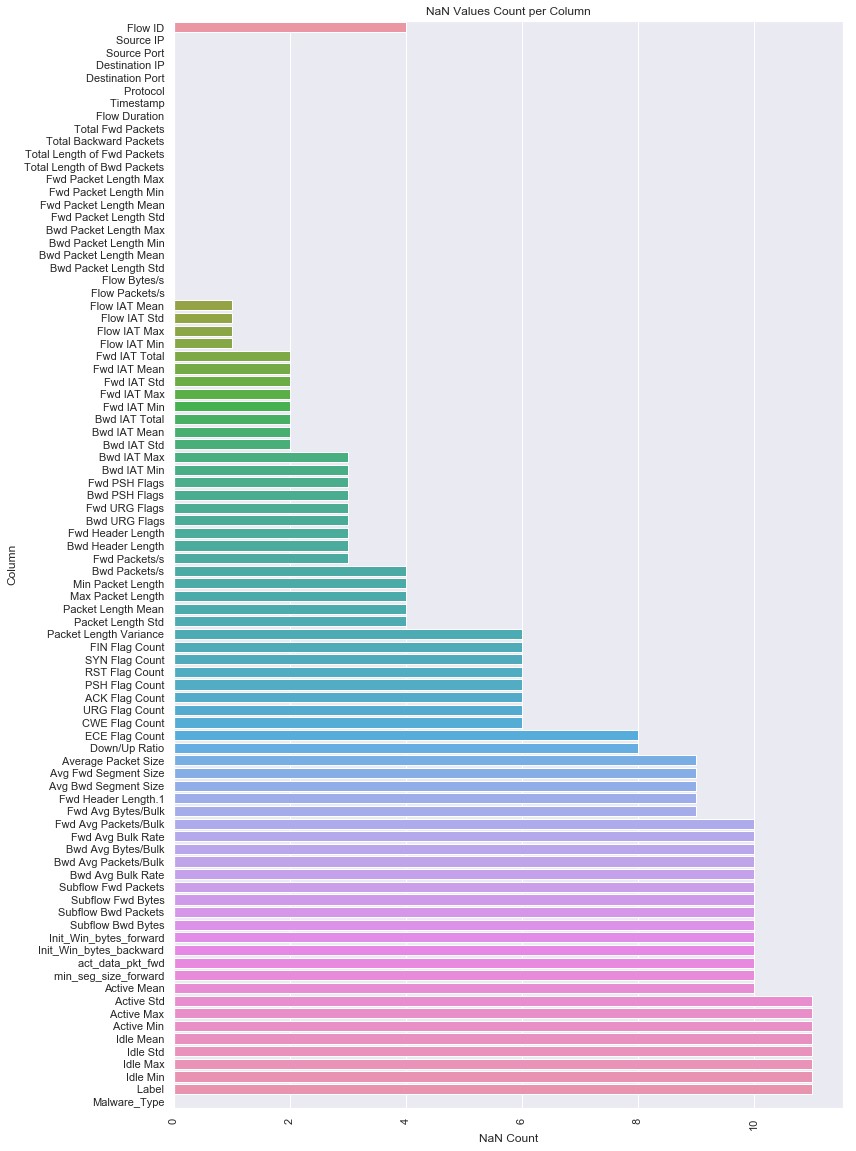 NaN Values Count per Column
Flow ID
Source IP
Source Port
Destination IP
Destination Port
Protocol
Timestamp
Flow Duration
Total Fwd Packets
Total Backward Packets
Total Length of Fwd Packets
Total Length of Bwd Packets
Fwd Packet Length Max
Fwd Packet Length Min
Fwd Packet Length Mean
Fwd Packet Length Std
Bwd Packet Length Max
Bwd Packet Length Min
Bwd Packet Length Mean
Bwd Packet Length Std
Flow Bytes/s
Flow Packets/s
Flow IAT Mean
Flow IAT Std
Flow IAT Max
Flow IAT Min
Fwd IAT Total
Fwd IAT Mean
Fwd IAT Std
Fwd IAT Max
Fwd IAT Min
Bwd IAT Total
Bwd IAT Mean
Bwd IAT Std
Bwd IAT Max
Bwd IAT Min
Fwd PSH Flags
Bwd PSH Flags
Fwd URG Flags
Bwd URG Flags
Fwd Header Length
Bwd Header Length
Fwd Packets/s
Bwd Packets/s
Min Packet Length
Max Packet Length
Packet Length Mean
Packet Length Std
Packet Length Variance
FIN Flag Count
SYN Flag Count
RST Flag Count
PSH Flag Count
ACK Flag Count
URG Flag Count
CWE Flag Count
ECE Flag Count
Down/Up Ratio
Average Packet Size
Avg Fwd Segment Size
Avg Bwd Segment Size
Fwd Header Length.1
Fwd Avg Bytes/Bulk
Fwd Avg Packets/Bulk
Fwd Avg Bulk Rate
Bwd Avg Bytes/Bulk
Bwd Avg Packets/Bulk
Bwd Avg Bulk Rate
Subflow Fwd Packets
Subflow Fwd Bytes
Subflow Bwd Packets
Subflow Bwd Bytes
Init_Win_bytes_forward
Init_Win_bytes_backward
act_data_pkt_fwd
min_seg_size_forward
Active Mean
Active Std
Active Max
Active Min
Idle Mean
Idle Std
Idle Max
Idle Min
Label
Malware_Type
Column
0 2 4 6 8 10
NaN Count